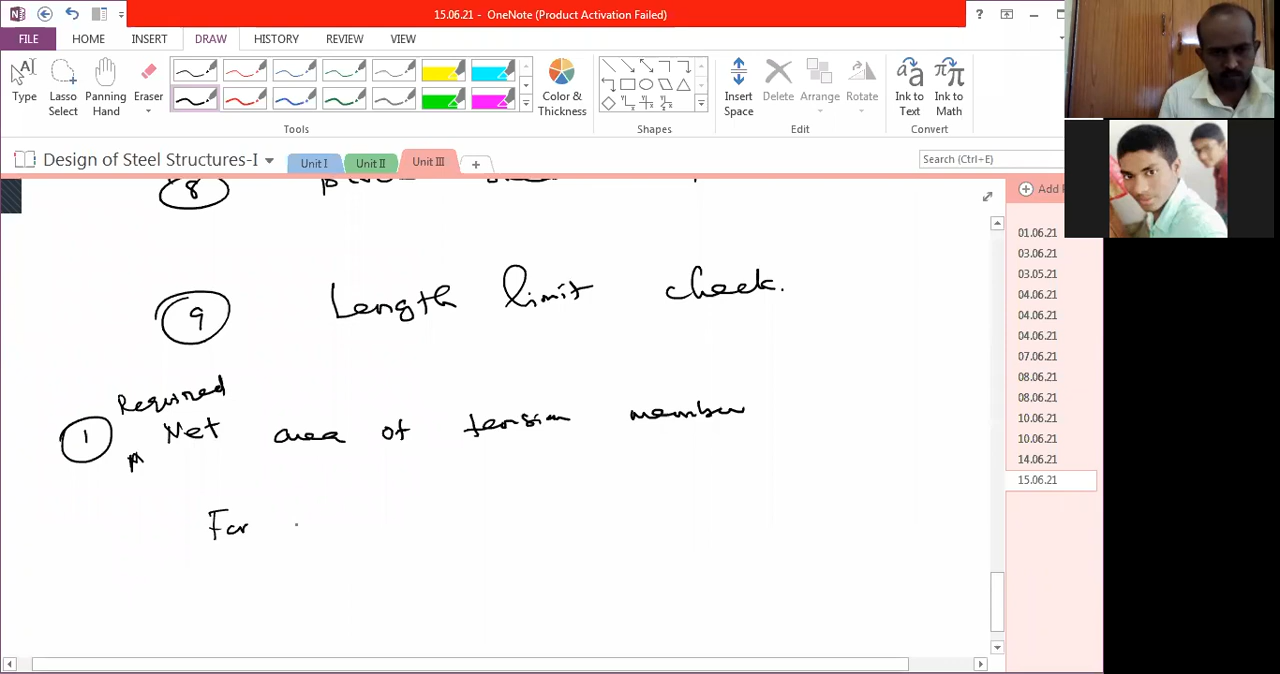 15.06.21 - OneNote (Product Activation Failed)
FILE HOME INSERT DRAW HISTORY REVIEW VIEW
Type Lasso Select Panning Hand Eraser Color & Thickness Insert Space Delete Arrange Rotate Ink to Text Ink to Math
Tools Shapes Edit Convert
Design of Steel Structures-I Unit I Unit II Unit III Search (Ctrl+E)
Add
8
9 Length limit check.
Required
1 Net area of tension member
For
01.06.21
03.06.21
03.05.21
04.06.21
04.06.21
04.06.21
07.06.21
08.06.21
08.06.21
10.06.21
10.06.21
14.06.21
15.06.21